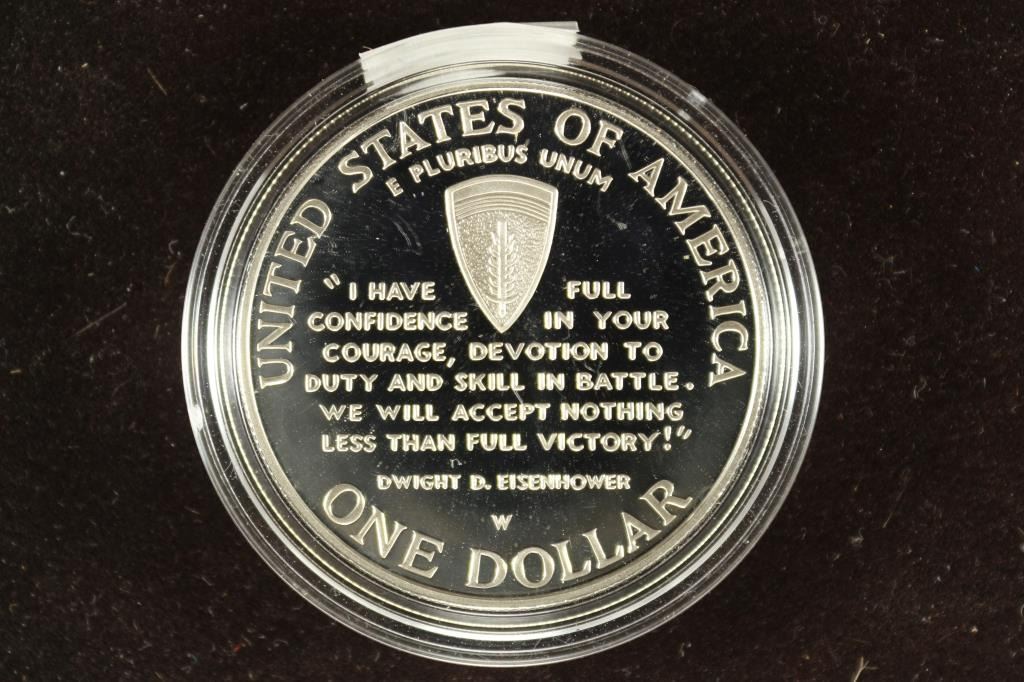 UNITED STATES OF AMERICA
E PLURIBUS UNUM
"I HAVE FULL
CONFIDENCE IN YOUR
COURAGE, DEVOTION TO
DUTY AND SKILL IN BATTLE.
WE WILL ACCEPT NOTHING
LESS THAN FULL VICTORY!"
DWIGHT D. EISENHOWER
W
ONE DOLLAR